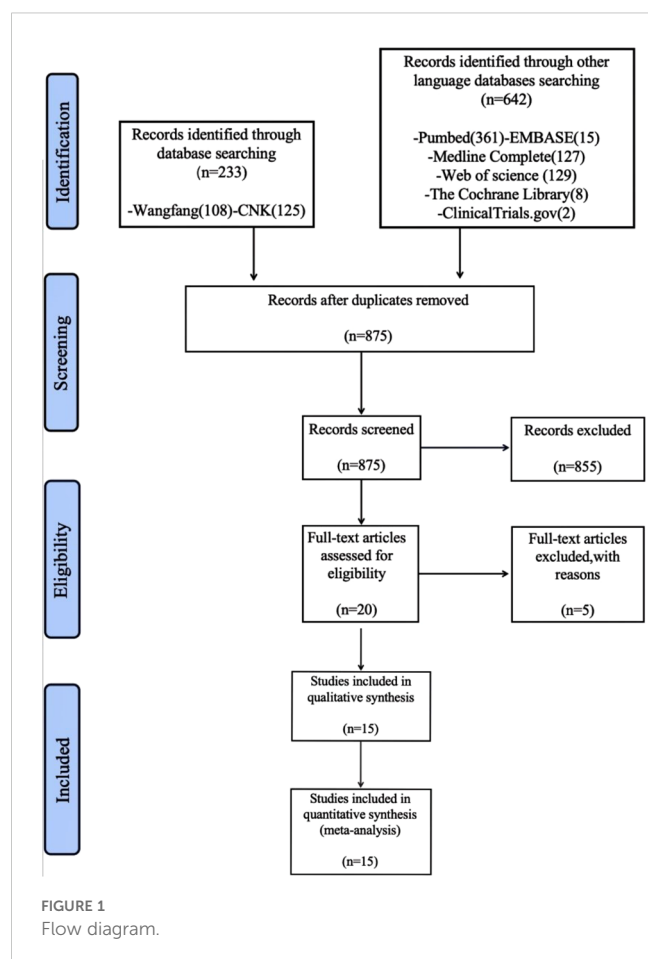 Identification
Records identified through
database searching
(n=233)
-Wangfang(108)-CNK(125)
Records identified through other
language databases searching
(n=642)
-Pumbed(361)-EMBASE(15)
-Medline Complete(127)
-Web of science (129)
-The Cochrane Library(8)
-ClinicalTrials.gov(2)
Screening
Records after duplicates removed
(n=875)
Records screened
(n=875)
Records excluded
(n=855)
Eligibility
Full-text articles
assessed for
eligibility
(n=20)
Full-text articles
excluded,with
reasons
(n=5)
Included
Studies included in
qualitative synthesis
(n=15)
Studies included in
quantitative synthesis
(meta-analysis)
(n=15)
FIGURE 1
Flow diagram.